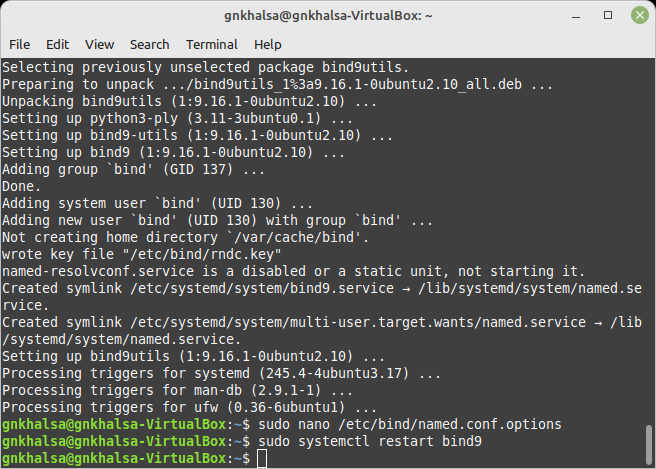 gnkhalsa@gnkhalsa-VirtualBox: ~
File Edit View Search Terminal Help
Selecting previously unselected package bind9utils.
Preparing to unpack .../bind9utils_1%3a9.16.1-0ubuntu2.10_all.deb ...
Unpacking bind9utils (1:9.16.1-0ubuntu2.10) ...
Setting up python3-ply (3.11-3ubuntu0.1) ...
Setting up bind9-utils (1:9.16.1-0ubuntu2.10) ...
Setting up bind9 (1:9.16.1-0ubuntu2.10) ...
Adding group `bind' (GID 137) ...
Done.
Adding system user `bind' (UID 130) ...
Adding new user `bind' (UID 130) with group `bind' ...
Not creating home directory `/var/cache/bind'.
wrote key file "/etc/bind/rndc.key"
named-resolvconf.service is a disabled or a static unit, not starting it.
Created symlink /etc/systemd/system/bind9.service → /lib/systemd/system/named.se
rvice.
Created symlink /etc/systemd/system/multi-user.target.wants/named.service → /lib
/systemd/system/named.service.
Setting up bind9utils (1:9.16.1-0ubuntu2.10) ...
Processing triggers for systemd (245.4-4ubuntu3.17) ...
Processing triggers for man-db (2.9.1-1) ...
Processing triggers for ufw (0.36-6ubuntu1) ...
gnkhalsa@gnkhalsa-VirtualBox:~$ sudo nano /etc/bind/named.conf.options
gnkhalsa@gnkhalsa-VirtualBox:~$ sudo systemctl restart bind9
gnkhalsa@gnkhalsa-VirtualBox:~$